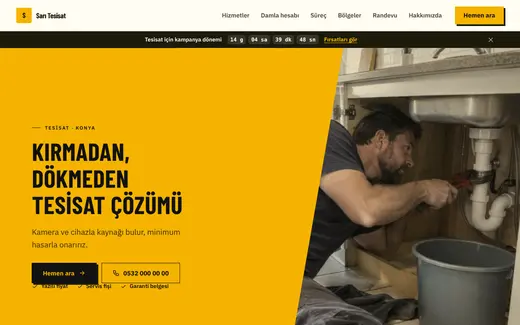 Ş Sarı Tesisat
Hizmetler Damla hesabı Süreç Bölgeler Randevu Hakkımızda Hemen ara
Tesisat için kampanya dönemi 14 g 04 sa 39 dk 48 sn Fırsatları gör
TESİSAT · KONYA
KIRMADAN,
DÖKMEDEN
TESİSAT ÇÖZÜMÜ
Kamera ve cihazla kaynağı bulur, minimum
hasarla onarırız.
Hemen ara 0532 000 00 00
Yazılı fiyat Servis fişi Garanti belgesi